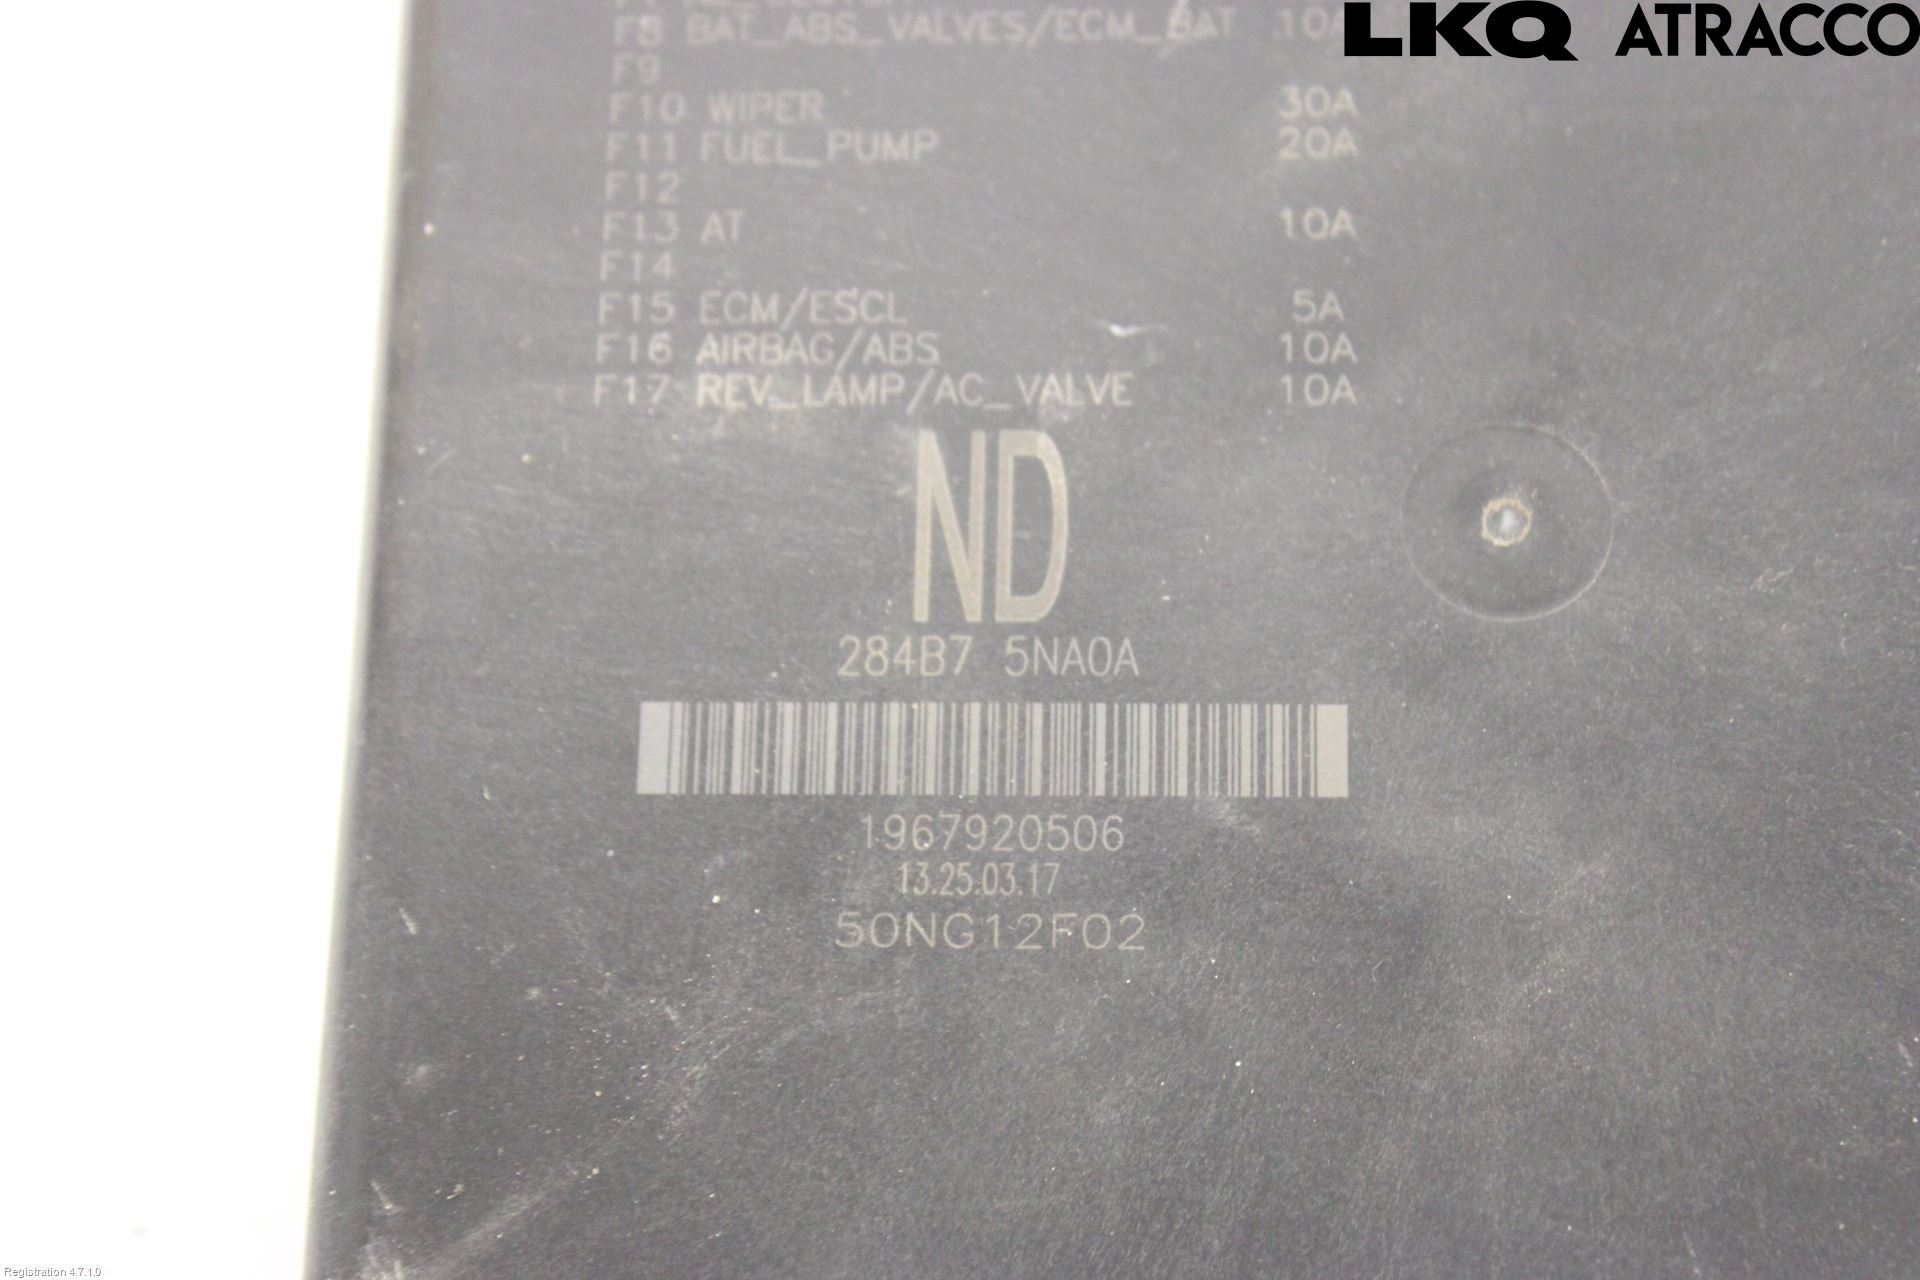 LKQ ATRACCO
F8 BAT_ABS_VALVES/ECM_BAT 10A
F9
F10 WIPER 30A
F11 FUEL_PUMP 20A
F12
F13 AT 10A
F14
F15 ECM/ESCL 5A
F16 AIRBAG/ABS 10A
F17 REV_LAMP/AC_VALVE 10A
ND
284B7 5NA0A
1967920506
13.25.03.17
50NG12F02
Registration 4.7.1.0